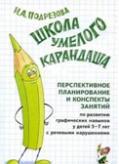 И.А.ПОДРЕЗОВА
ШКОЛА
УМЕЛОГО
КАРАНДАША
ПЕРСПЕКТИВНОЕ
ПЛАНИРОВАНИЕ
И КОНСПЕКТЫ
ЗАНЯТИЙ
по развитию
графических навыков
у детей 5–7 лет
с речевыми нарушениями